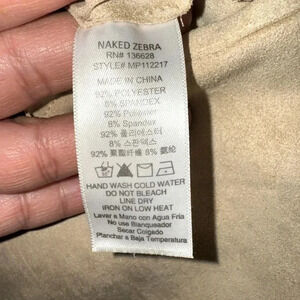 NAKED ZEBRA
RN# 136628
STYLE# MP112217
MADE IN CHINA
92% POLYESTER
8% SPANDEX
92% Polyester
8% Spandex
92% 폴리에스터
8% 스판덱스
92% 聚酯纤维 8% 氨纶
HAND WASH COLD WATER
DO NOT BLEACH
LINE DRY
IRON ON LOW HEAT
Lavar a Mano con Agua Fria
No use Blanqueador
Secar Colgado
Planchar a Baja Temperatura